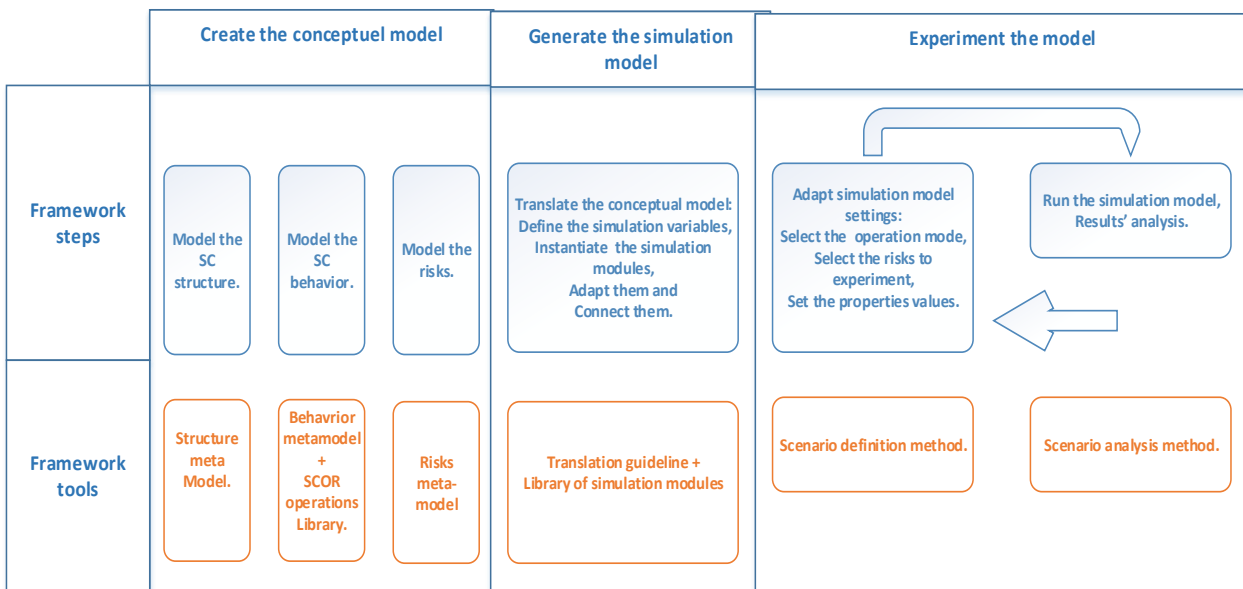 Create the conceptuel model
Generate the simulation
model
Experiment the model
Framework
steps
Model the
SC
structure.
Model the
SC
behavior.
Model the
risks.
Translate the conceptual model:
Define the simulation variables,
Instantiate the simulation
modules,
Adapt them and
Connect them.
Adapt simulation model
settings:
Select the operation mode,
Select the risks to
experiment,
Set the properties values.
Run the simulation model,
Results' analysis.
Framework
tools
Structure
meta
Model.
Behavrior
metamodel
+
SCOR
operations
Library.
Risks
meta-
model
Translation guideline +
Library of simulation modules
Scenario definition method.
Scenario analysis method.